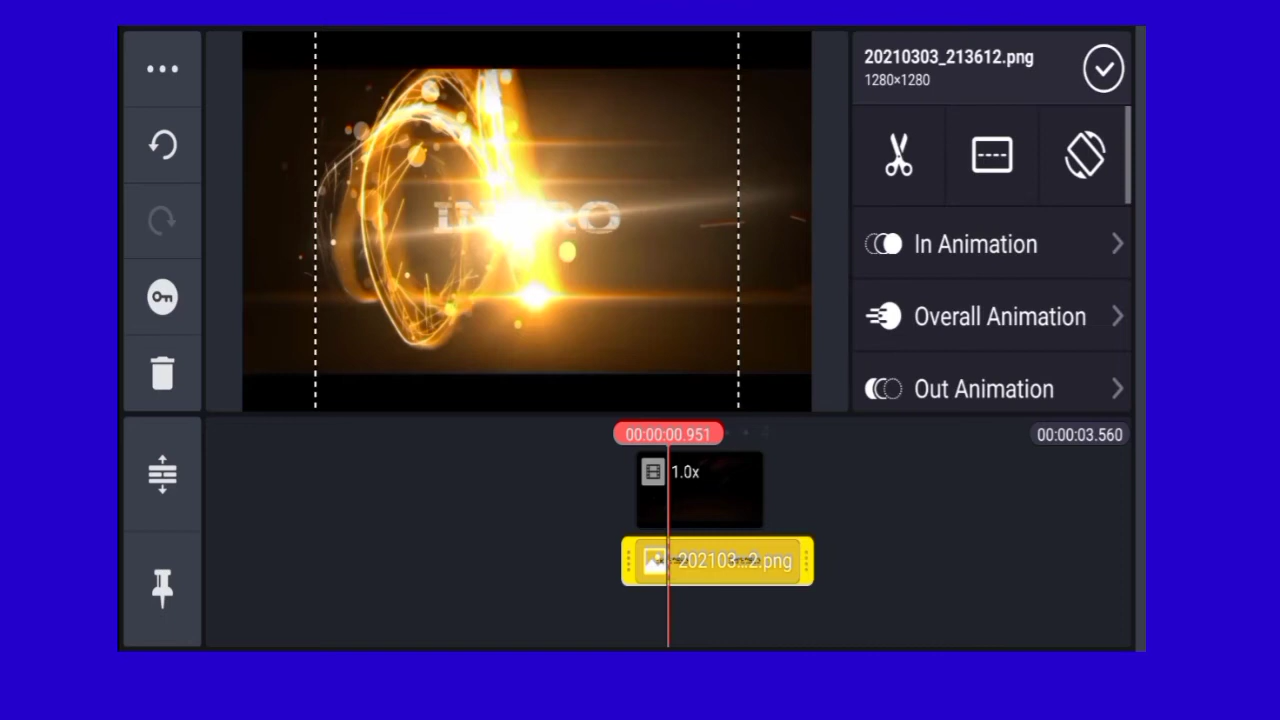 20210303_213612.png
1280×1280
INTRO
In Animation
Overall Animation
Out Animation
00:00:00.951
00:00:03.560
1.0x
202103...2.png